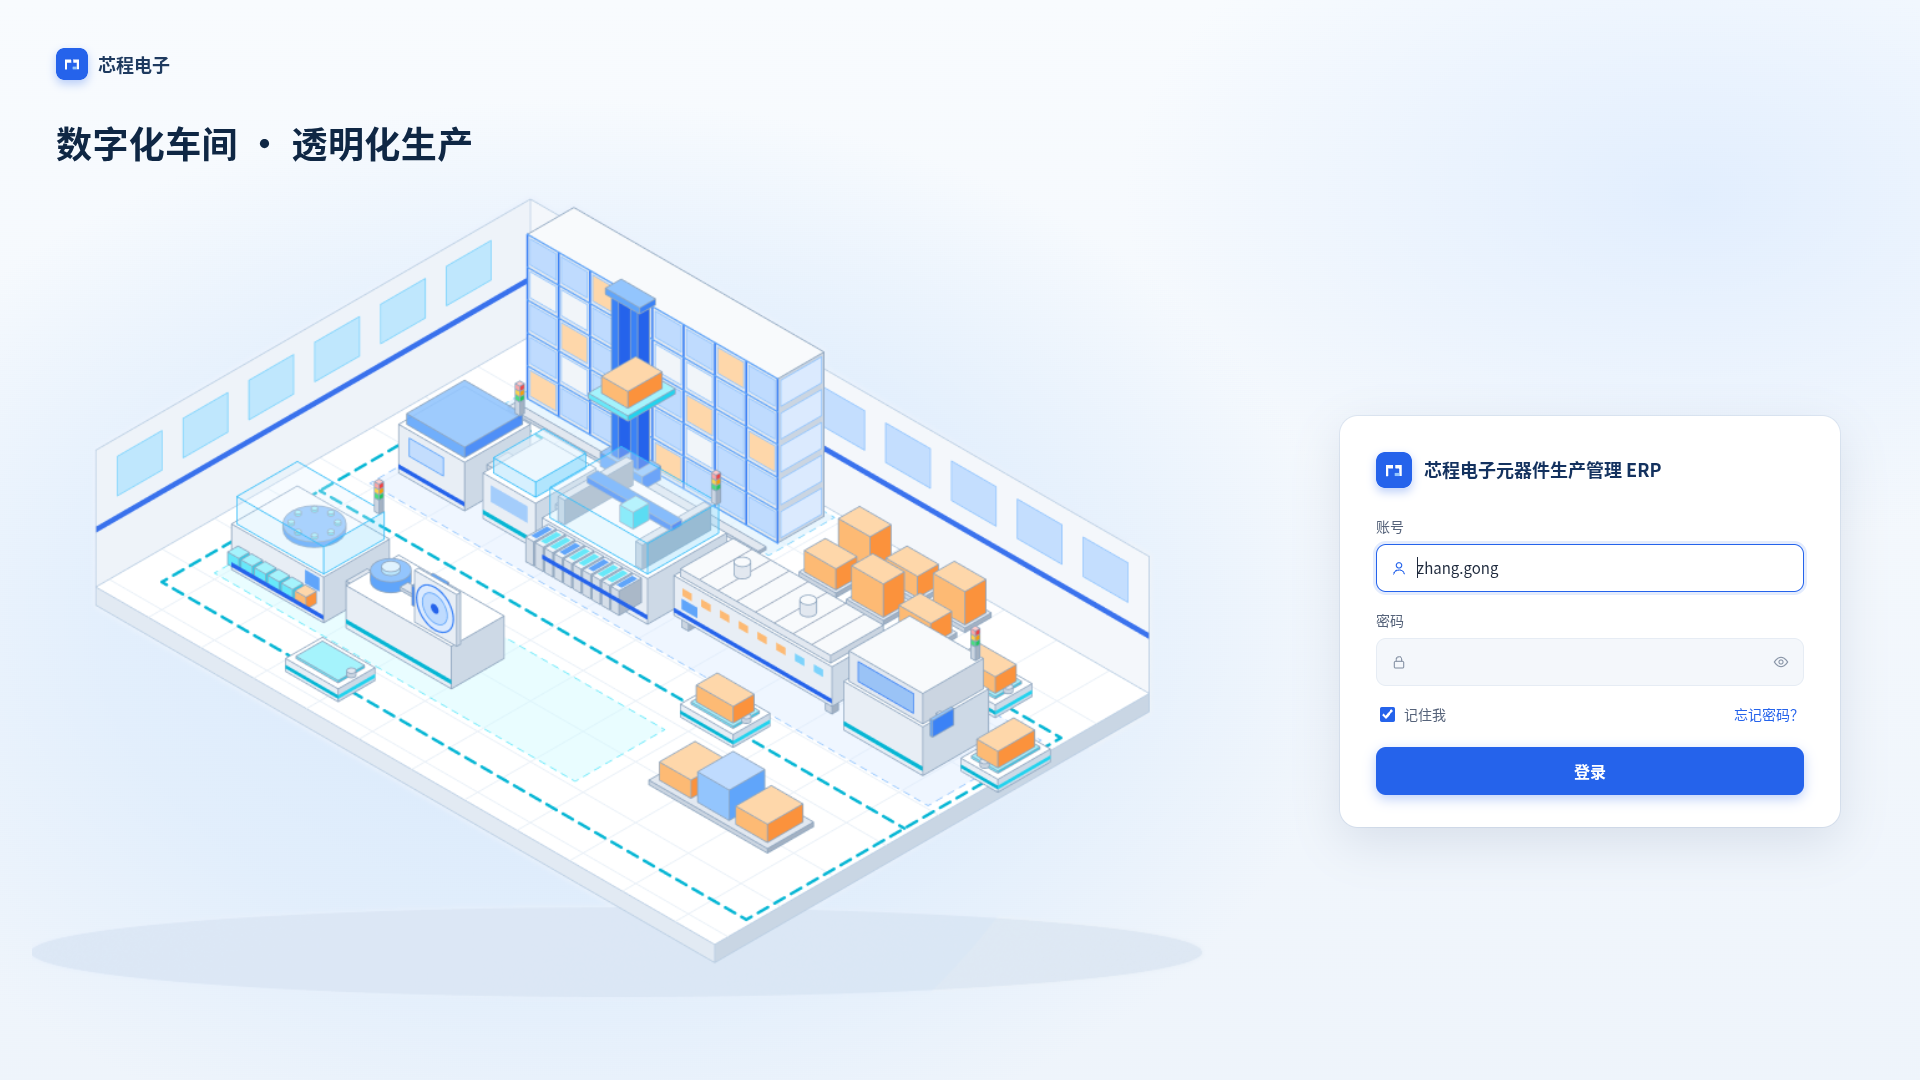 芯程电子
数字化车间 · 透明化生产
芯程电子元器件生产管理 ERP
账号
zhang.gong
密码
记住我
忘记密码?
登录